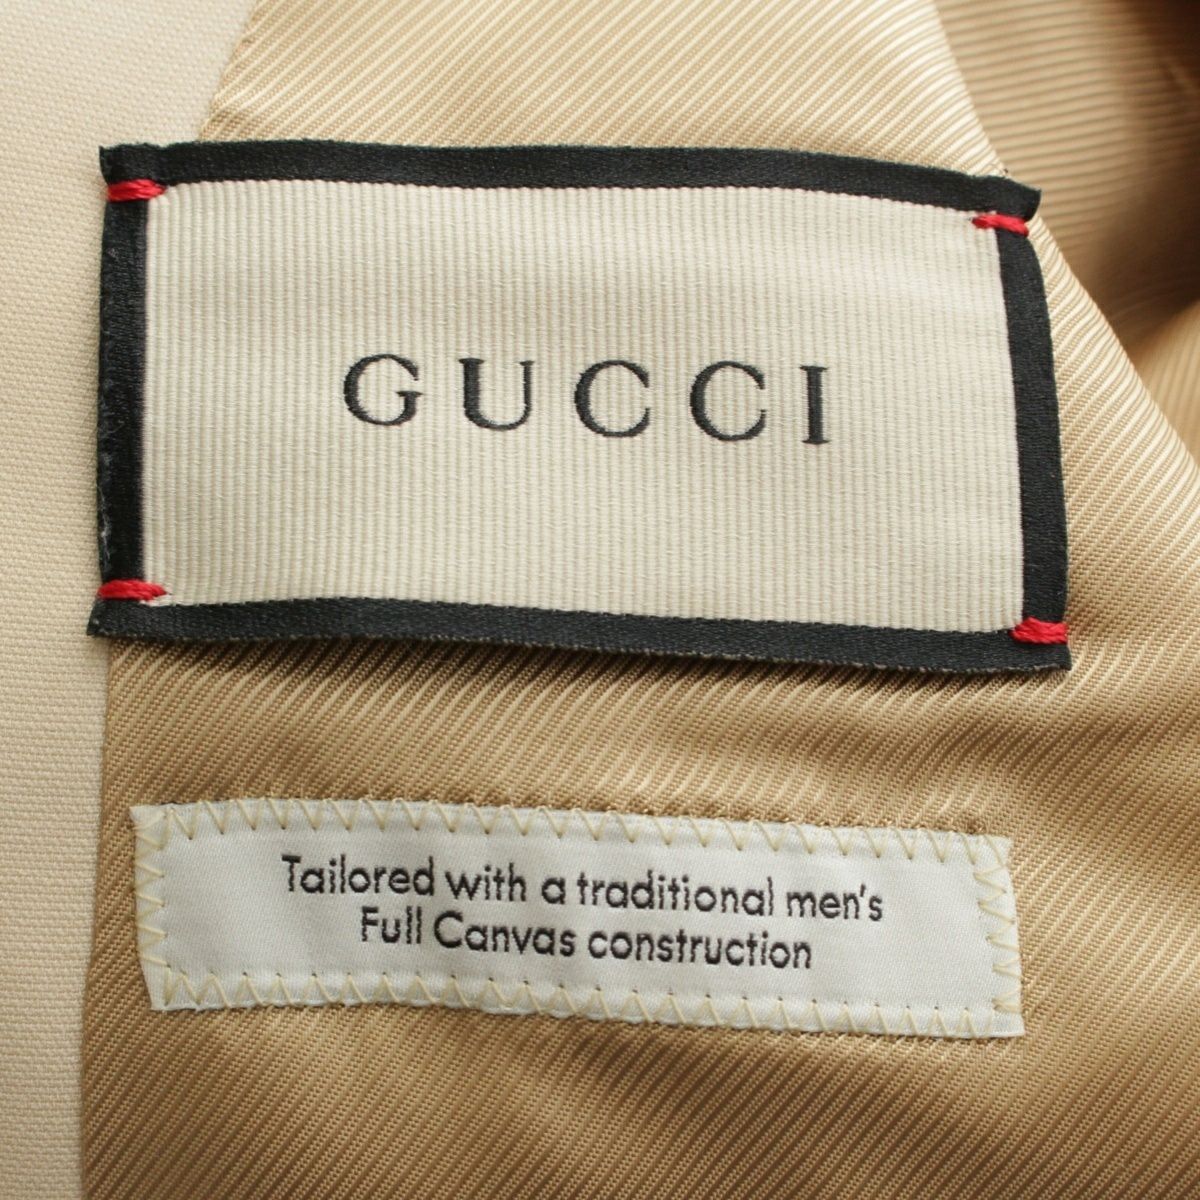 GUCCI
Tailored with a traditional men's
Full Canvas construction